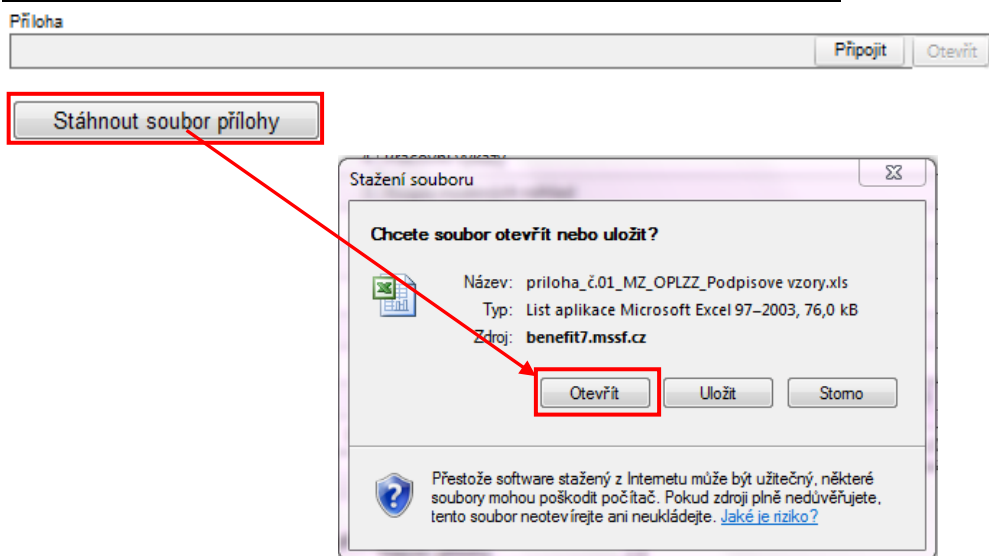 Příloha
Připojit
Otevřít
Stáhnout soubor přílohy
Stažení souboru
Chcete soubor otevřít nebo uložit?
Název: priloha_č.01_MZ_OPLZZ_Podpisove vzory.xls
Typ: List aplikace Microsoft Excel 97–2003, 76,0 kB
Zdroj: benefit7.mssf.cz
Otevřít
Uložit
Storno
Přestože software stažený z Internetu může být užitečný, některé
soubory mohou poškodit počítač. Pokud zdroji plně nedůvěřujete,
tento soubor neotevírejte ani neukládejte. Jaké je riziko?